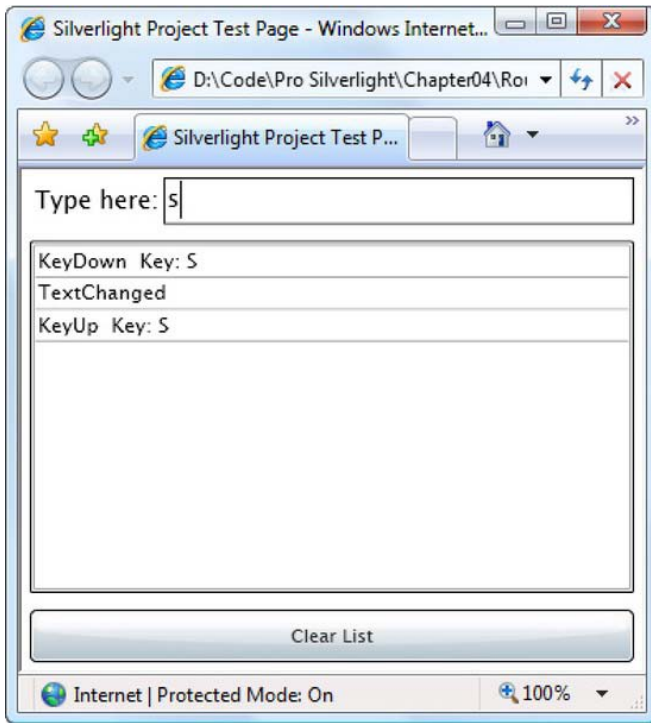 Silverlight Project Test Page - Windows Internet...
D:\Code\Pro Silverlight\Chapter04\Rou
Silverlight Project Test P...
Type here: s
KeyDown Key: S
TextChanged
KeyUp Key: S
Clear List
Internet | Protected Mode: On 100%